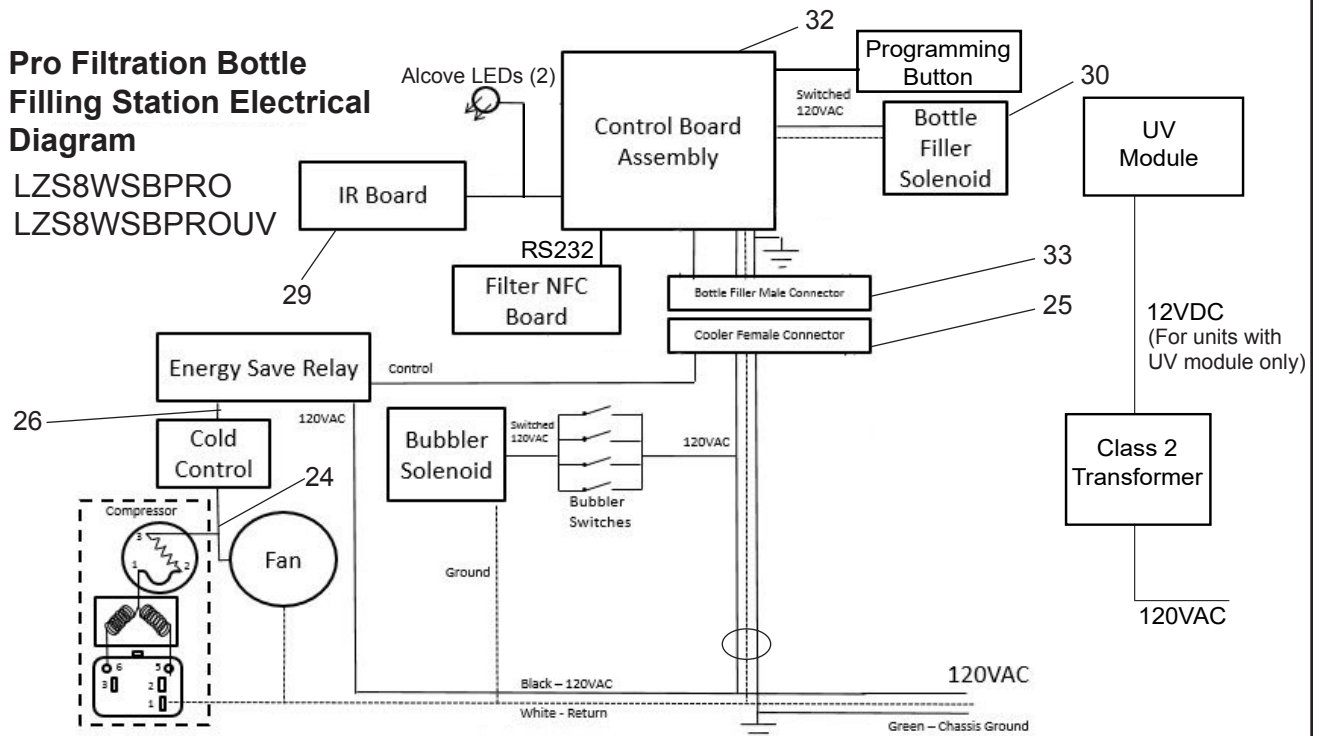 Pro Filtration Bottle
Filling Station Electrical
Diagram
LZS8WSBPRO
LZS8WSBPROUV
Alcove LEDs (2)
32
Control Board
Assembly
Programming
Button
Switched
120VAC
30
Bottle
Filler
Solenoid
UV
Module
IR Board
29
RS232
Filter NFC
Board
33
Bottle Filler Male Connector
25
Cooler Female Connector
12VDC
(For units with
UV module only)
Energy Save Relay
Control
26
120VAC
Cold
Control
24
Bubbler
Solenoid
Switched
120VAC
120VAC
Bubbler
Switches
Class 2
Transformer
120VAC
Compressor
3
1
2
Fan
Ground
6
5
3
2
1
Black – 120VAC
White - Return
120VAC
Green – Chassis Ground